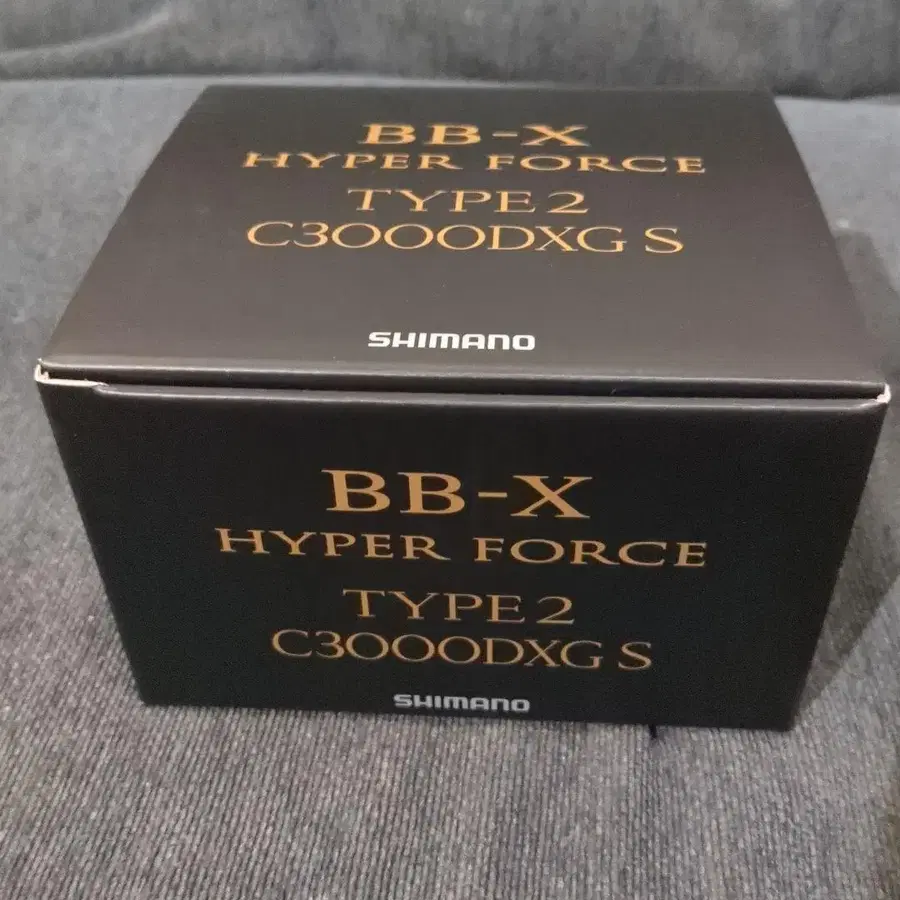 BB-X
HYPER FORCE
TYPE 2
C3000DXG S
SHIMANO
BB-X
HYPER FORCE
TYPE 2
C3000DXG S
SHIMANO